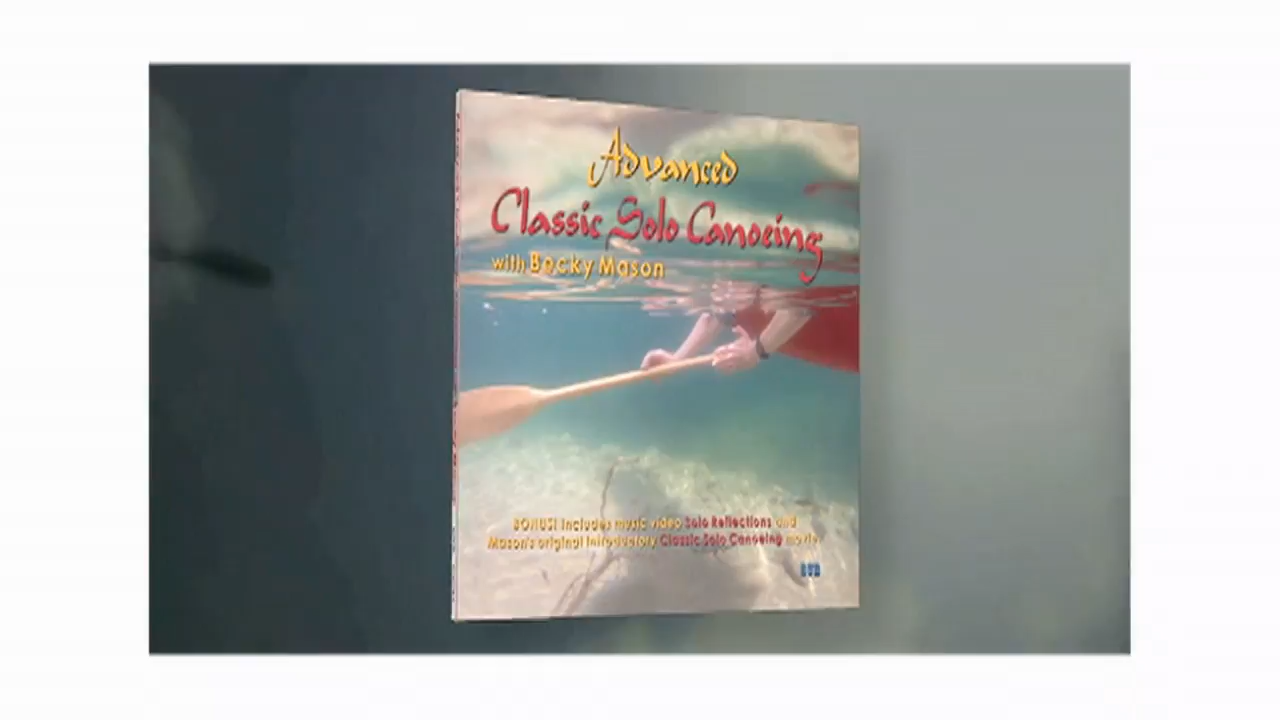 Advanced
Classic Solo Canoeing
with Becky Mason
BONUS! Includes music video Solo Reflections and
Mason's original introductory Classic Solo Canoeing movie.
DVD